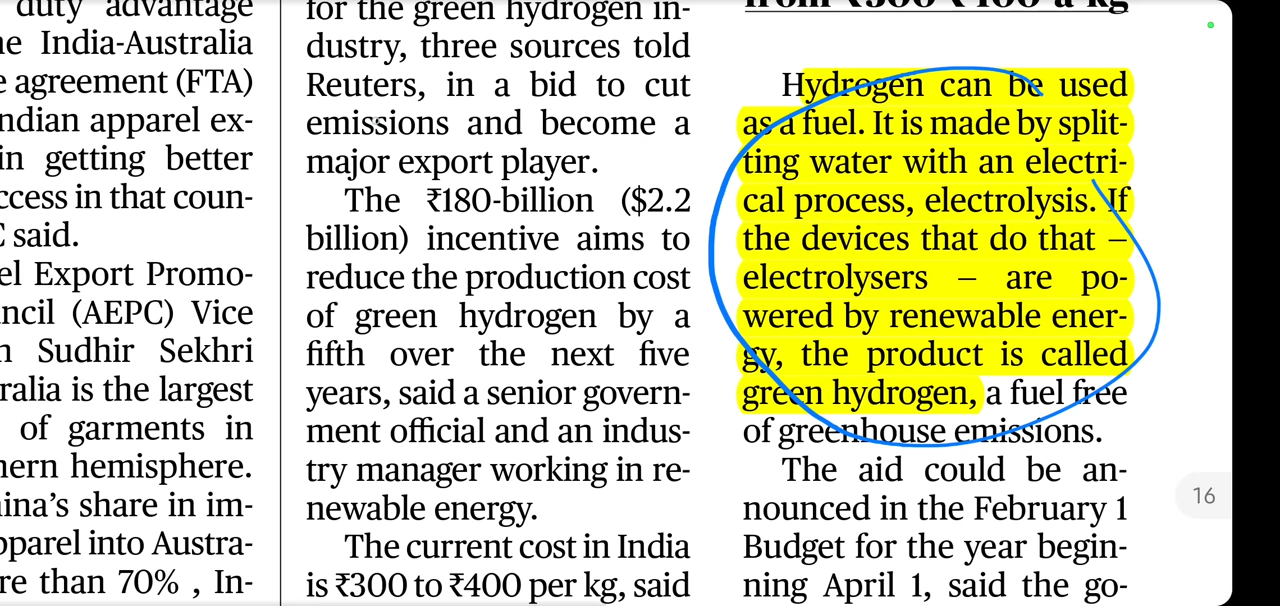 duty advantage
India-Australia
agreement (FTA)
ndian apparel ex-
in getting better
ccess in that coun-
said.
el Export Promo-
ncil (AEPC) Vice
Sudhir Sekhri
ralia is the largest
of garments in
hern hemisphere.
ina's share in im-
pparel into Austra-
re than 70% , In-
for the green hydrogen in-
dustry, three sources told
Reuters, in a bid to cut
emissions and become a
major export player.
The ₹180-billion ($2.2
billion) incentive aims to
reduce the production cost
of green hydrogen by a
fifth over the next five
years, said a senior govern-
ment official and an indus-
try manager working in re-
newable energy.
The current cost in India
is ₹300 to ₹400 per kg, said
a kg
Hydrogen can be used
as a fuel. It is made by split-
ting water with an electri-
cal process, electrolysis. If
the devices that do that –
electrolysers – are po-
wered by renewable ener-
gy, the product is called
green hydrogen, a fuel free
of greenhouse emissions.
The aid could be an-
nounced in the February 1
Budget for the year begin-
ning April 1, said the go-
16